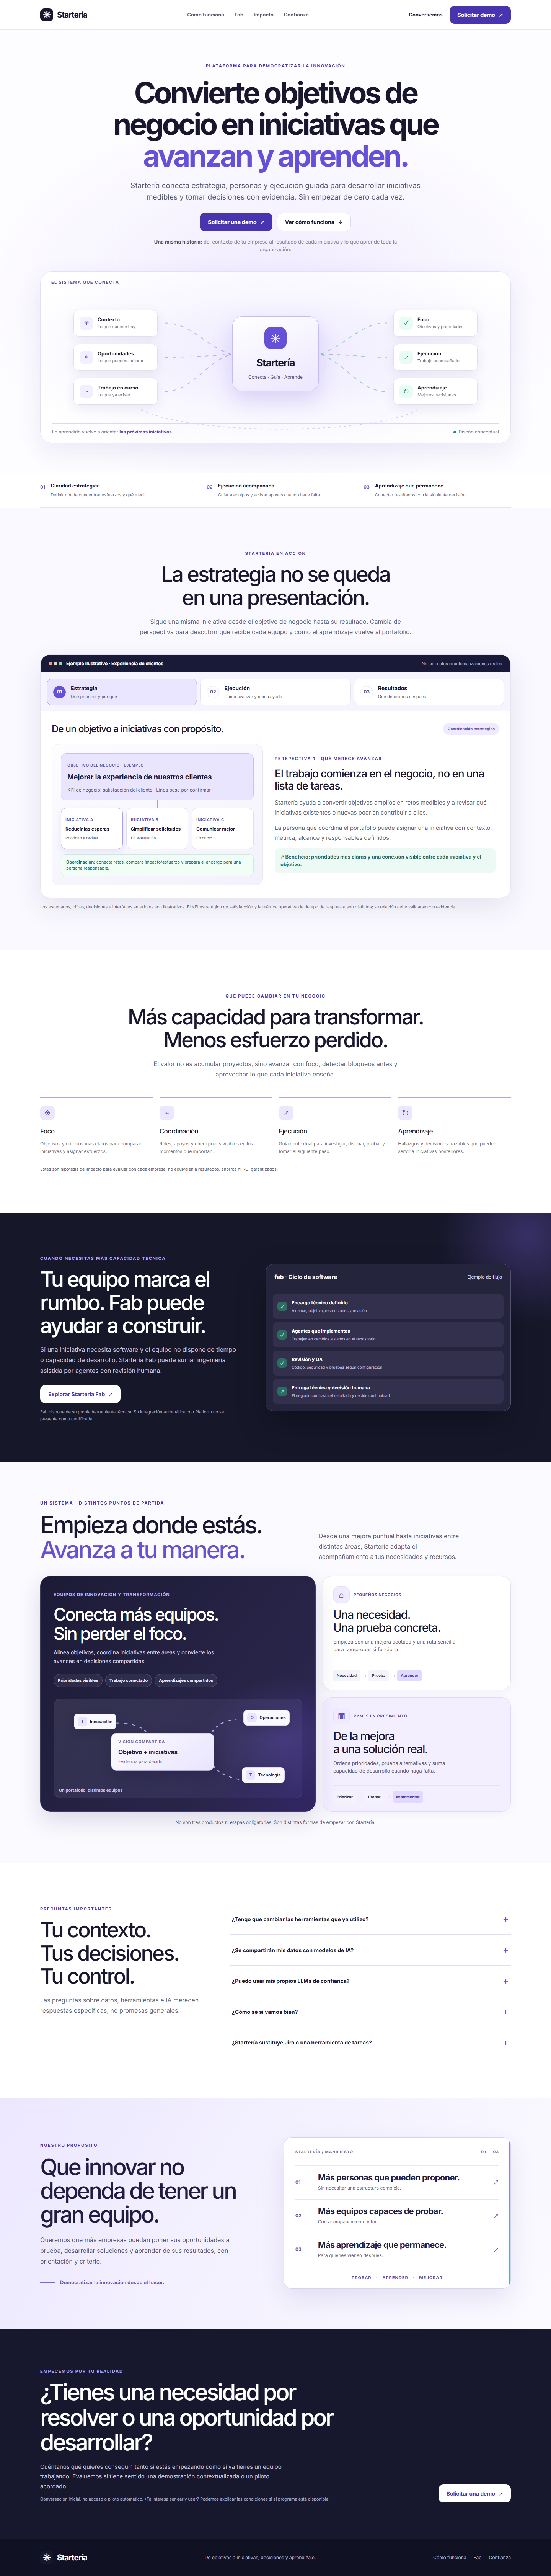 Startería
Cómo funciona
Fab
Impacto
Confianza
Conversemos
Solicitar demo ↗
PLATAFORMA PARA DEMOCRATIZAR LA INNOVACIÓN
Convierte objetivos de
negocio en iniciativas que
avanzan y aprenden.
Startería conecta estrategia, personas y ejecución guiada para desarrollar iniciativas
medibles y tomar decisiones con evidencia. Sin empezar de cero cada vez.
Solicitar una demo ↗
Ver cómo funciona ↓
Una misma historia: del contexto de tu empresa al resultado de cada iniciativa y lo que aprende toda la
organización.
EL SISTEMA QUE CONECTA
Contexto
Lo que sucede hoy
Oportunidades
Lo que puedes mejorar
Trabajo en curso
Lo que ya existe
Startería
Conecta · Guía · Aprende
Foco
Objetivos y prioridades
Ejecución
Trabajo acompañado
Aprendizaje
Mejores decisiones
Lo aprendido vuelve a orientar las próximas iniciativas.
Diseño conceptual
01 Claridad estratégica
Definir dónde concentrar esfuerzos y qué medir.
02 Ejecución acompañada
Guiar a equipos y activar apoyos cuando hace falta.
03 Aprendizaje que permanece
Conectar resultados con la siguiente decisión.
STARTERÍA EN ACCIÓN
La estrategia no se queda
en una presentación.
Sigue una misma iniciativa desde el objetivo de negocio hasta su resultado. Cambia de
perspectiva para descubrir qué recibe cada equipo y cómo el aprendizaje vuelve al portafolio.
Ejemplo ilustrativo · Experiencia de clientes
No son datos ni automatizaciones reales
01 Estrategia
Qué priorizar y por qué
02 Ejecución
Cómo avanzar y quién ayuda
03 Resultados
Qué decidimos después
De un objetivo a iniciativas con propósito.
Coordinación estratégica
OBJETIVO DEL NEGOCIO · EJEMPLO
Mejorar la experiencia de nuestros clientes
KPI de negocio: satisfacción del cliente · Línea base por confirmar
INICIATIVA A
Reducir las esperas
Priorizada a revisar
INICIATIVA B
Simplificar solicitudes
En evaluación
INICIATIVA C
Comunicar mejor
En curso
Coordinación: conecta retos, compara impacto/esfuerzo y prepara el encargo para una
persona responsable.
PERSPECTIVA 1 · QUÉ MERECE AVANZAR
El trabajo comienza en el negocio, no en una
lista de tareas.
Startería ayuda a convertir objetivos amplios en retos medibles y a revisar qué
iniciativas existentes o nuevas podrían contribuir a ellos.
La persona que coordina el portafolio puede asignar una iniciativa con contexto,
métrica, alcance y responsables definidos.
↗ Beneficio: prioridades más claras y una conexión visible entre cada iniciativa y el
objetivo.
Los escenarios, cifras, decisiones e interfaces anteriores son ilustrativos. El KPI estratégico de satisfacción y la métrica operativa de tiempo de respuesta son distintos; su relación debe validarse con evidencia.
QUÉ PUEDE CAMBIAR EN TU NEGOCIO
Más capacidad para transformar.
Menos esfuerzo perdido.
El valor no es acumular proyectos, sino avanzar con foco, detectar bloqueos antes y
aprovechar lo que cada iniciativa enseña.
Foco
Objetivos y criterios más claros para comparar
iniciativas y asignar esfuerzos.
Coordinación
Roles, apoyos y checkpoints visibles en los
momentos que importan.
Ejecución
Guía contextual para investigar, diseñar, probar y
tomar el siguiente paso.
Aprendizaje
Hallazgos y decisiones trazables que pueden
servir a iniciativas posteriores.
Estas son hipótesis de impacto para evaluar con cada empresa; no equivalen a resultados, ahorros ni ROI garantizados.
CUANDO NECESITAS MÁS CAPACIDAD TÉCNICA
Tu equipo marca el
rumbo. Fab puede
ayudar a construir.
Si una iniciativa necesita software y el equipo no dispone de tiempo
o capacidad de desarrollo, Startería Fab puede sumar ingeniería
asistida por agentes con revisión humana.
Explorar Startería Fab ↗
Fab dispone de su propia herramienta técnica. Su integración automática con Platform no se
presenta como certificada.
fab · Ciclo de software
Ejemplo de flujo
Encargo técnico definido
Alcance, objetivo, restricciones y revisión
Agentes que implementan
Trabajan en cambios aislados en el repositorio
Revisión y QA
Código, seguridad y pruebas según configuración
Entrega técnica y decisión humana
El negocio contrasta el resultado y decide continuidad
UN SISTEMA · DISTINTOS PUNTOS DE PARTIDA
Empieza donde estás.
Avanza a tu manera.
Desde una mejora puntual hasta iniciativas entre
distintas áreas, Startería adapta el
acompañamiento a tus necesidades y recursos.
EQUIPOS DE INNOVACIÓN Y TRANSFORMACIÓN
Conecta más equipos.
Sin perder el foco.
Alinea objetivos, coordina iniciativas entre áreas y convierte los
avances en decisiones compartidas.
Prioridades visibles
Trabajo conectado
Aprendizajes compartidos
I Innovación
O Operaciones
VISIÓN COMPARTIDA
Objetivo + iniciativas
Evidencia para decidir
T Tecnología
Un portafolio, distintos equipos
PEQUEÑOS NEGOCIOS
Una necesidad.
Una prueba concreta.
Empieza con una mejora acotada y una ruta sencilla
para comprobar si funciona.
Necesidad → Prueba → Aprender
PYMES EN CRECIMIENTO
De la mejora
a una solución real.
Ordena prioridades, prueba alternativas y suma
capacidad de desarrollo cuando haga falta.
Priorizar → Probar → Implementar
No son tres productos ni etapas obligatorias. Son distintas formas de empezar con Startería.
PREGUNTAS IMPORTANTES
Tu contexto.
Tus decisiones.
Tu control.
Las preguntas sobre datos, herramientas e IA merecen
respuestas específicas, no promesas generales.
¿Tengo que cambiar las herramientas que ya utilizo? +
¿Se compartirán mis datos con modelos de IA? +
¿Puedo usar mis propios LLMs de confianza? +
¿Cómo sé si vamos bien? +
¿Startería sustituye Jira o una herramienta de tareas? +
NUESTRO PROPÓSITO
Que innovar no
dependa de tener un
gran equipo.
Queremos que más empresas puedan poner sus oportunidades a
prueba, desarrollar soluciones y aprender de sus resultados, con
orientación y criterio.
Democratizar la innovación desde el hacer.
STARTERÍA / MANIFIESTO
01 — 03
01 Más personas que pueden proponer. ↗
Sin necesitar una estructura compleja.
02 Más equipos capaces de probar. ↗
Con acompañamiento y foco.
03 Más aprendizaje que permanece. ↗
Para quienes vienen después.
PROBAR · APRENDER · MEJORAR
EMPECEMOS POR TU REALIDAD
¿Tienes una necesidad por
resolver o una oportunidad por
desarrollar?
Cuéntanos qué quieres conseguir, tanto si estás empezando como si ya tienes un equipo
trabajando. Evaluemos si tiene sentido una demostración contextualizada o un piloto
acordado.
Conversación inicial, no acceso o piloto automático. ¿Te interesa ser early user? Podemos explicar las condiciones si el programa está disponible.
Solicitar una demo ↗
Startería
De objetivos a iniciativas, decisiones y aprendizaje.
Cómo funciona
Fab
Confianza